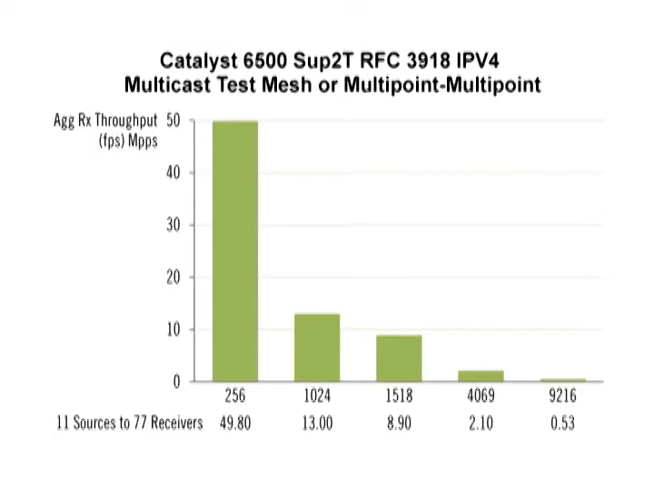 Catalyst 6500 Sup2T RFC 3918 IPV4
Multicast Test Mesh or Multipoint-Multipoint
Agg Rx Throughput 50
(fps) Mpps
40
30
20
10
0
256 1024 1518 4069 9216
11 Sources to 77 Receivers 49.80 13.00 8.90 2.10 0.53